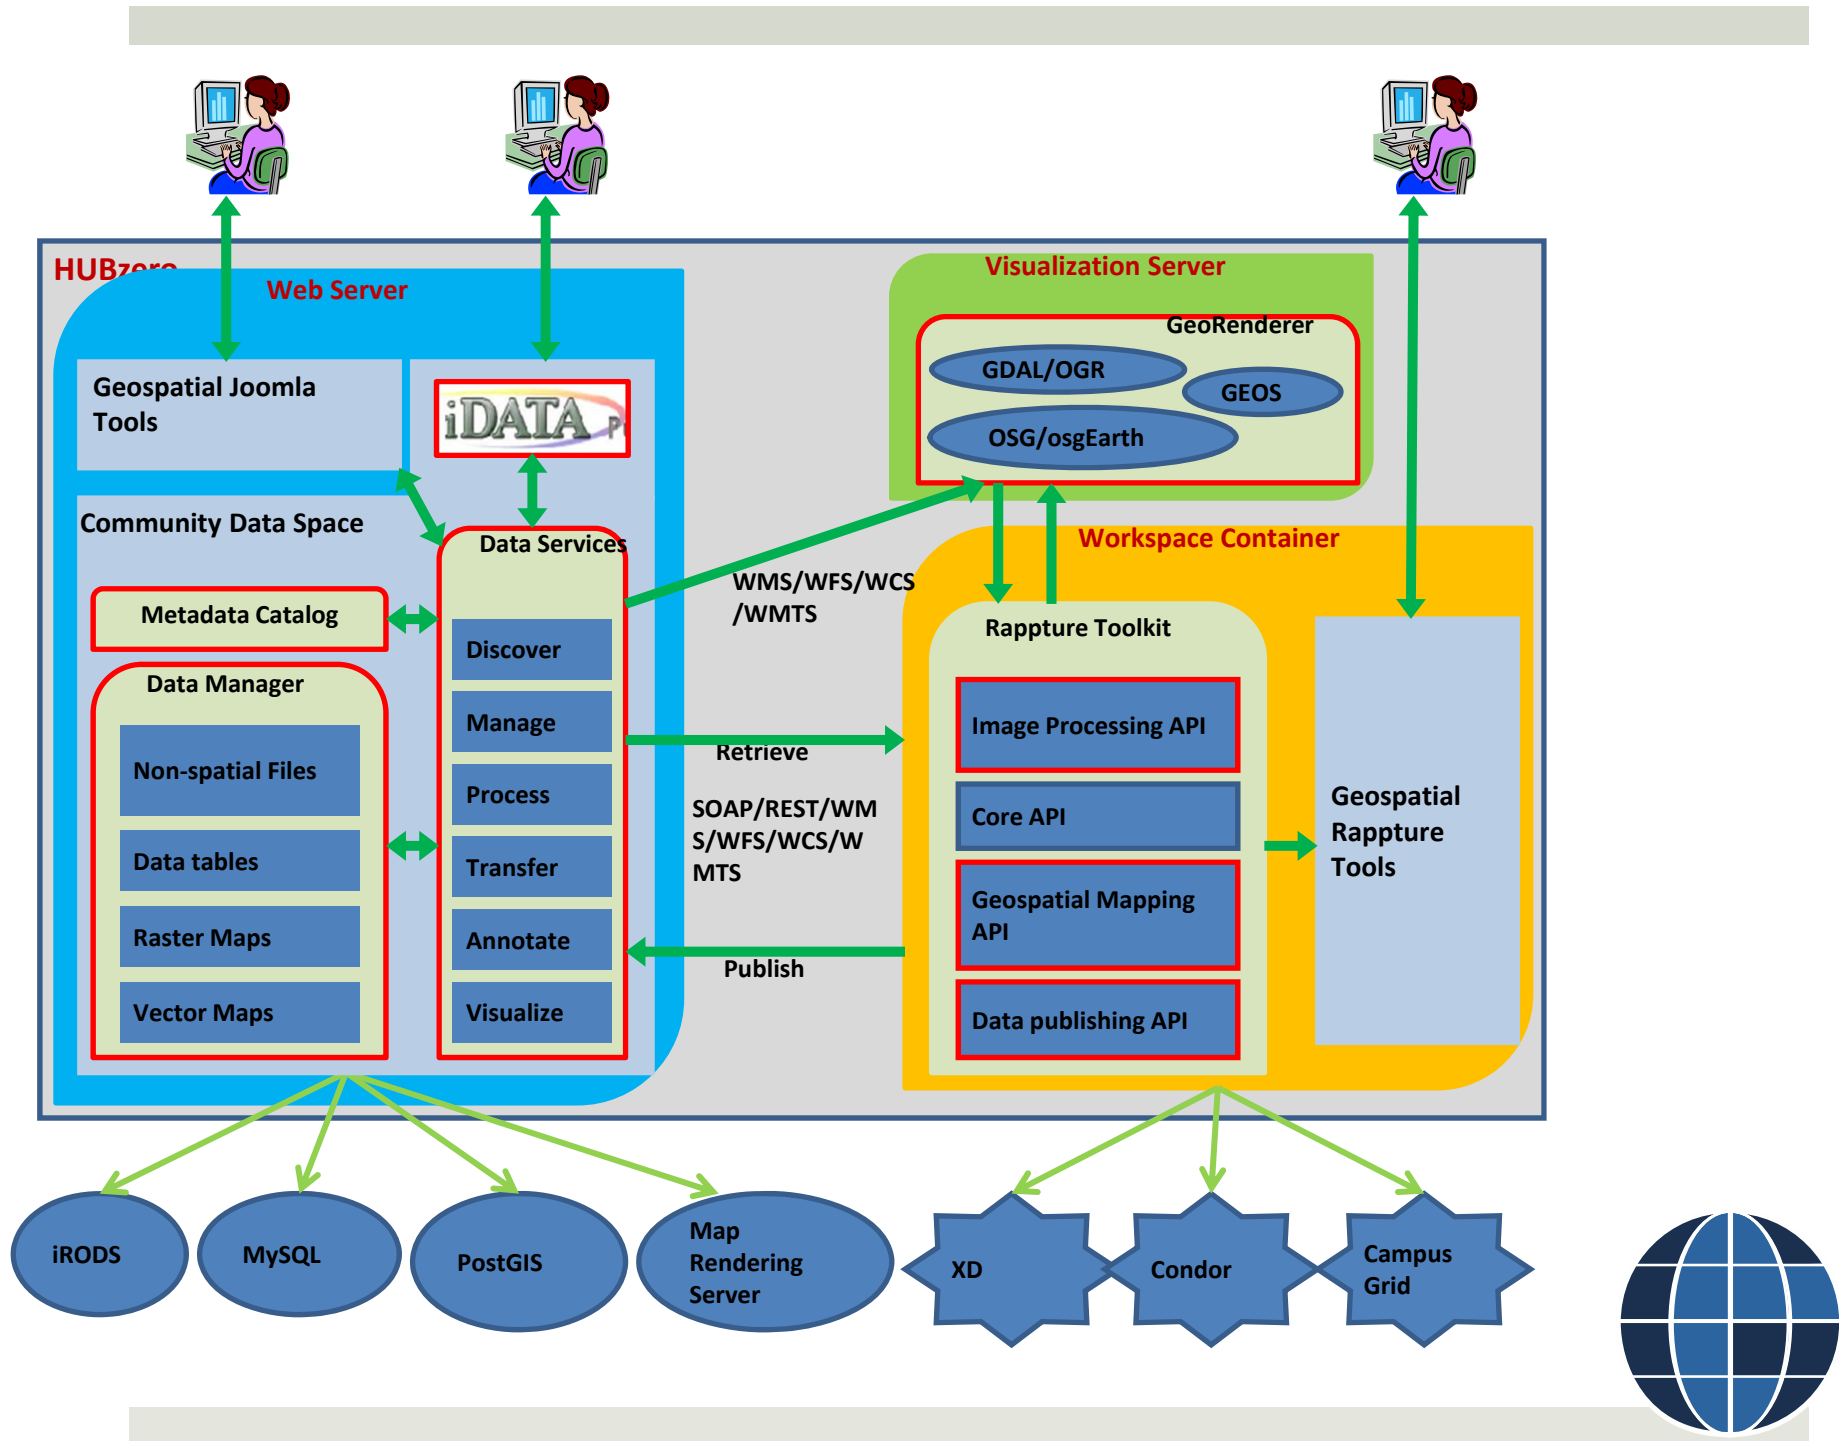 HUBzero
Web Server
Visualization Server
GeoRenderer
GDAL/OGR
GEOS
OSG/osgEarth
Geospatial Joomla
Tools
iDATA
Community Data Space
Data Services
Metadata Catalog
Data Manager
Non-spatial Files
Data tables
Raster Maps
Vector Maps
Discover
Manage
Process
Transfer
Annotate
Visualize
WMS/WFS/WCS
/WMTS
Retrieve
SOAP/REST/WM
S/WFS/WCS/W
MTS
Publish
Workspace Container
Rappture Toolkit
Image Processing API
Core API
Geospatial Mapping
API
Data publishing API
Geospatial
Rappture
Tools
iRODS
MySQL
PostGIS
Map
Rendering
Server
XD
Condor
Campus
Grid